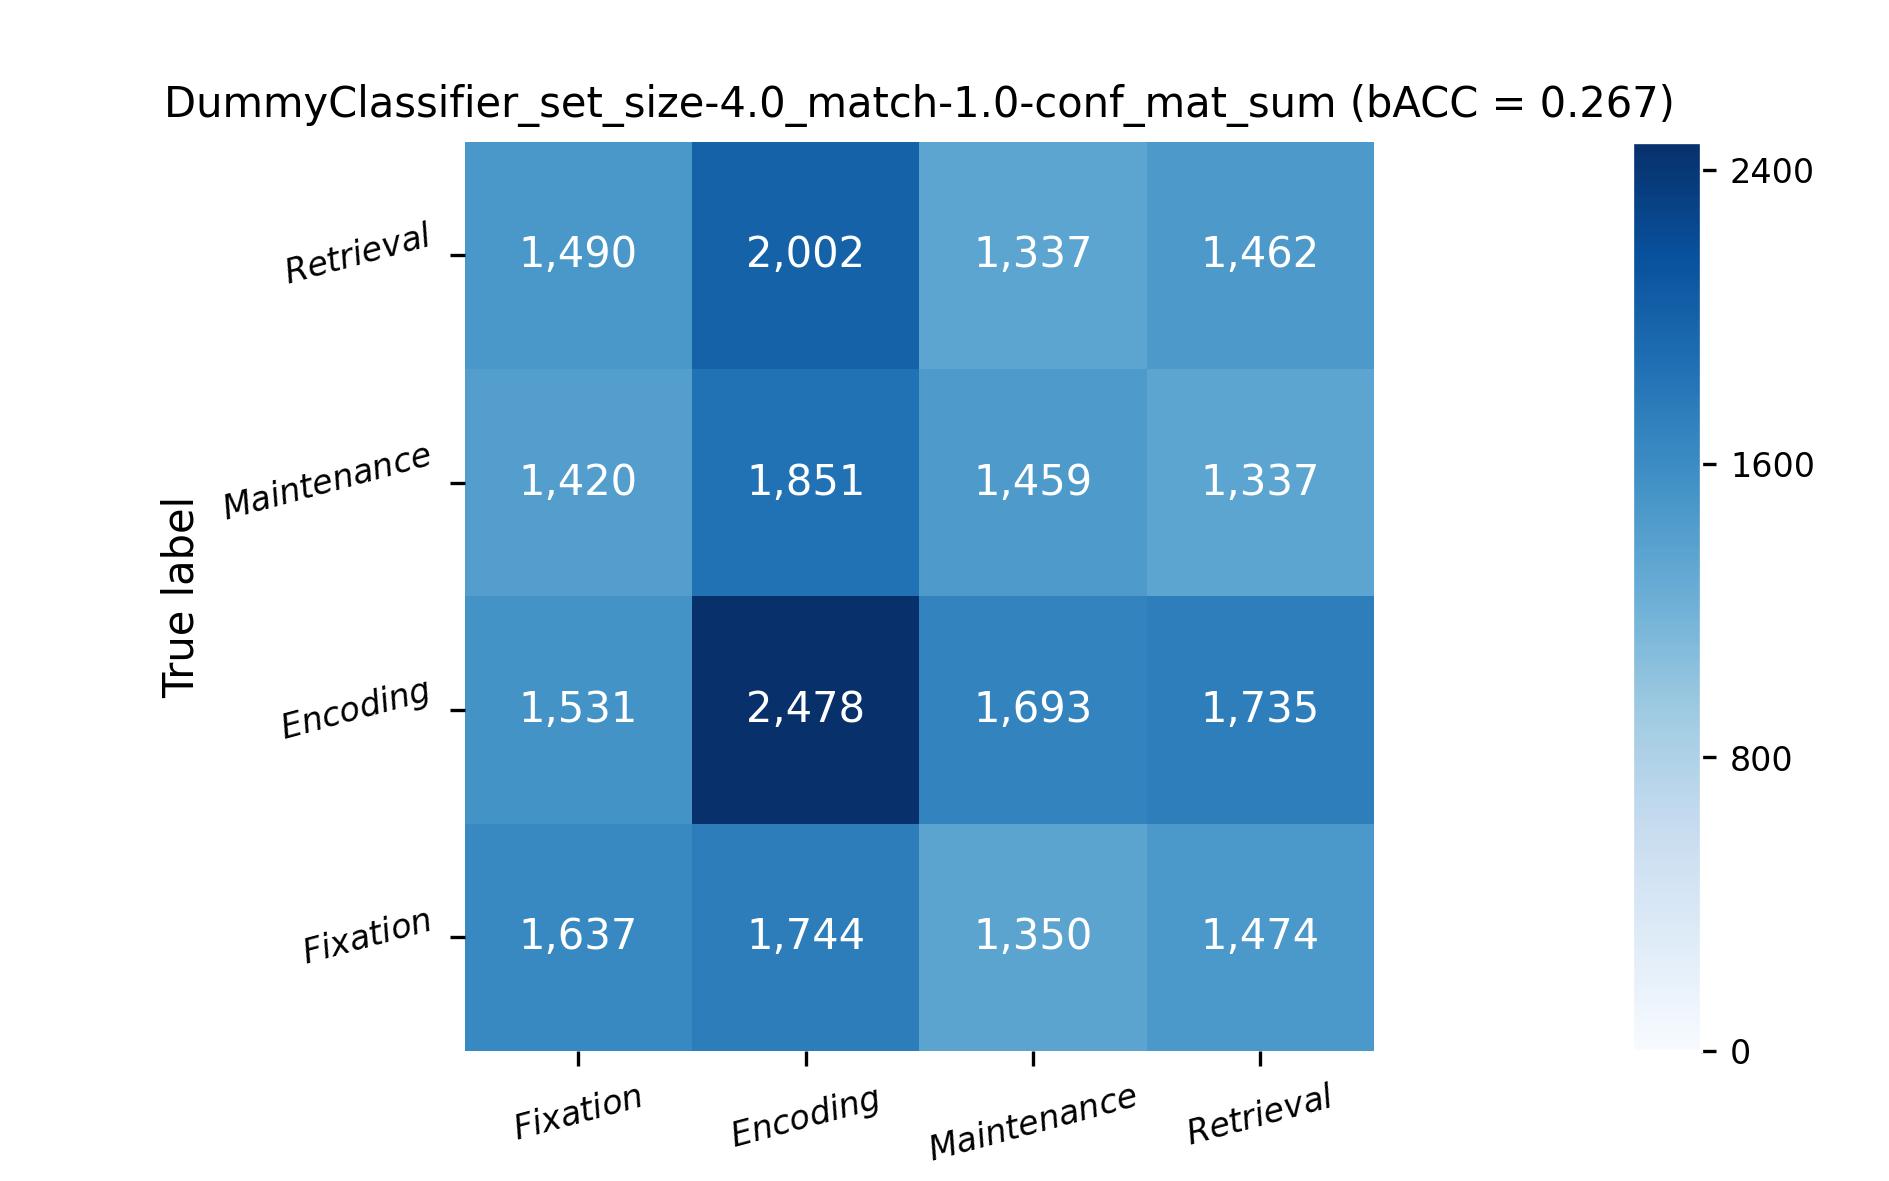 DummyClassifier_set_size-4.0_match-1.0-conf_mat_sum (bACC = 0.267)
True label
Retrieval 1,490 2,002 1,337 1,462
Maintenance 1,420 1,851 1,459 1,337
Encoding 1,531 2,478 1,693 1,735
Fixation 1,637 1,744 1,350 1,474
Fixation Encoding Maintenance Retrieval
2400
1600
800
0